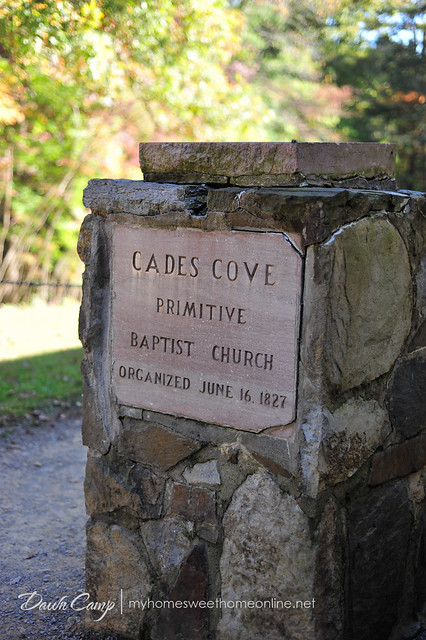 CADES COVE
PRIMITIVE
BAPTIST CHURCH
ORGANIZED JUNE 16, 1827
Dawn Camp | myhomesweethomeonline.net